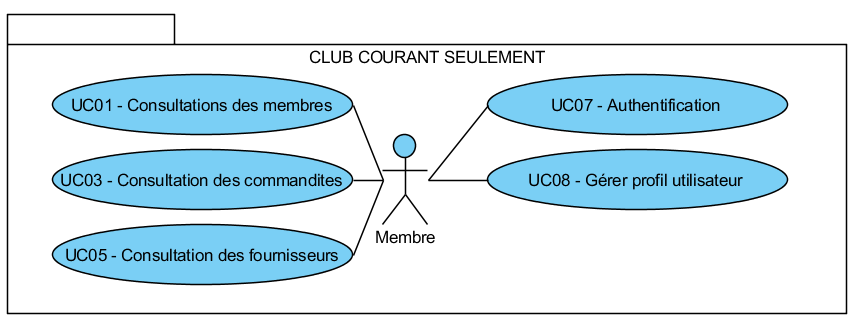 CLUB COURANT SEULEMENT
UC01 - Consultations des membres
UC03 - Consultation des commandites
UC05 - Consultation des fournisseurs
Membre
UC07 - Authentification
UC08 - Gérer profil utilisateur